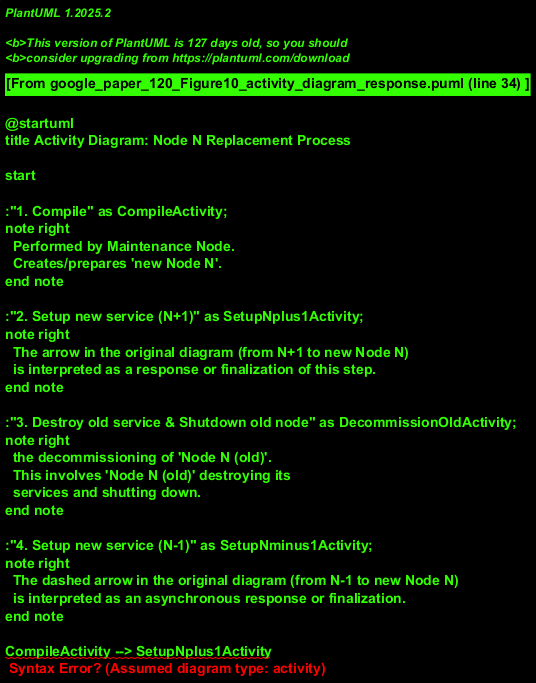 PlantUML 1.2025.2
<b>This version of PlantUML is 127 days old, so you should
<b>consider upgrading from https://plantuml.com/download
[From google_paper_120_Figure10_activity_diagram_response.puml (line 34) ]
@startuml
title Activity Diagram: Node N Replacement Process
start
:"1. Compile" as CompileActivity;
note right
Performed by Maintenance Node.
Creates/prepares 'new Node N'.
end note
:"2. Setup new service (N+1)" as SetupNplus1Activity;
note right
The arrow in the original diagram (from N+1 to new Node N)
is interpreted as a response or finalization of this step.
end note
:"3. Destroy old service & Shutdown old node" as DecommissionOldActivity;
note right
the decommissioning of 'Node N (old)'.
This involves 'Node N (old)' destroying its
services and shutting down.
end note
:"4. Setup new service (N-1)" as SetupNminus1Activity;
note right
The dashed arrow in the original diagram (from N-1 to new Node N)
is interpreted as an asynchronous response or finalization.
end note
CompileActivity --> SetupNplus1Activity
Syntax Error? (Assumed diagram type: activity)